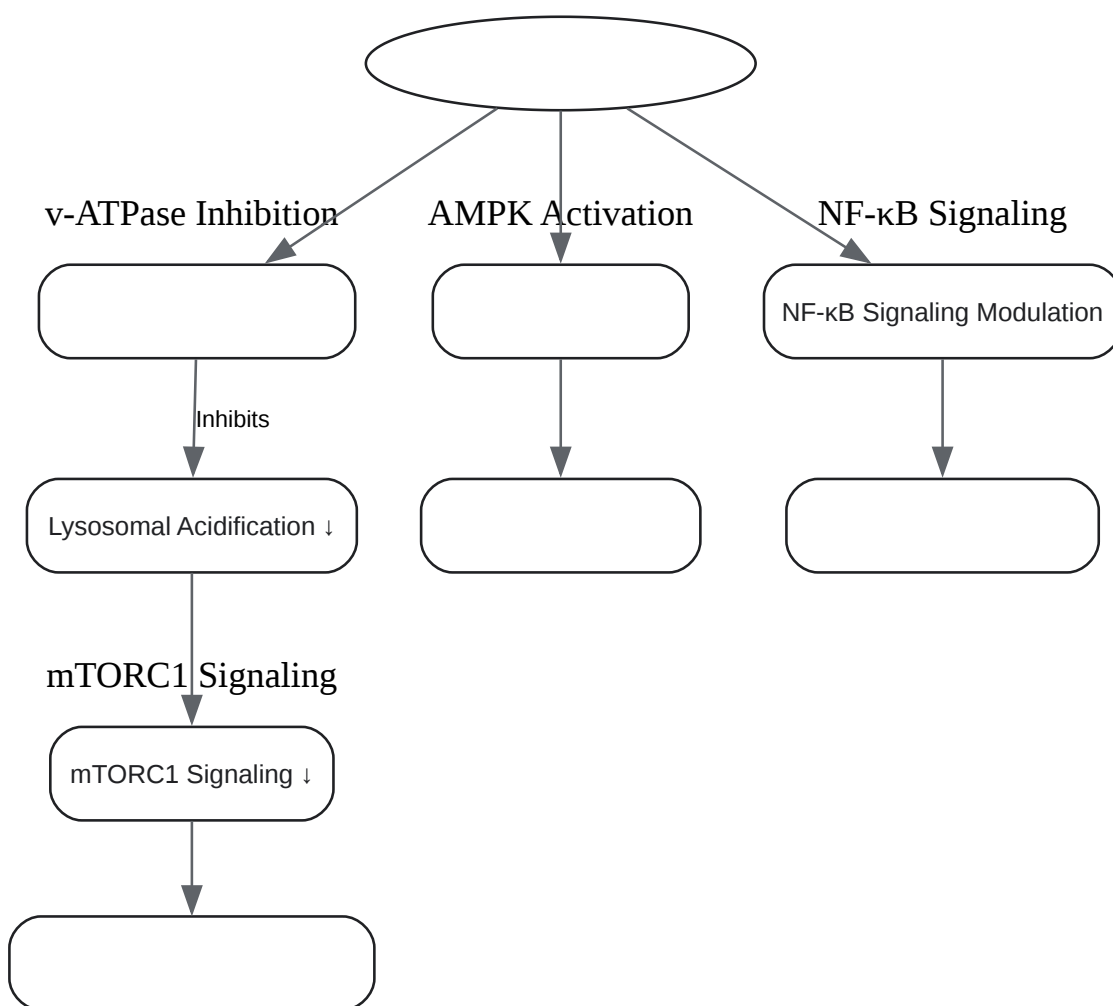 v-ATPase Inhibition
AMPK Activation
NF-κB Signaling
NF-κB Signaling Modulation
Inhibits
Lysosomal Acidification ↓
mTORC1 Signaling
mTORC1 Signaling ↓